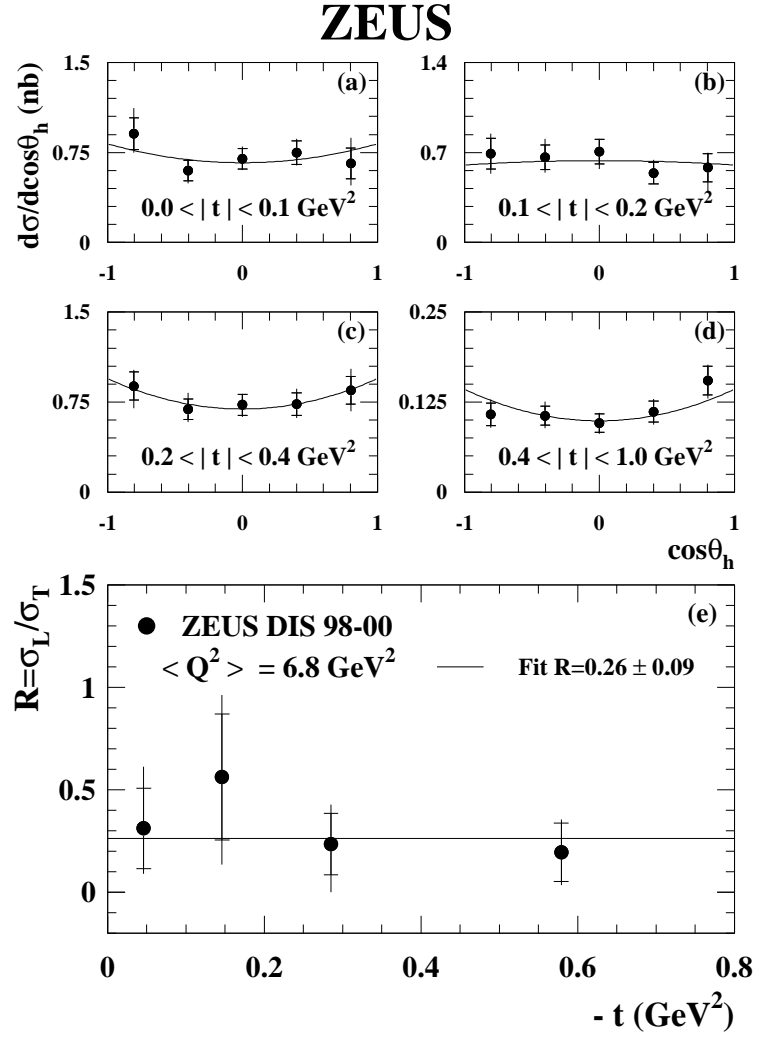 ZEUS
dσ/dcosθh (nb)
1.5
0.75
0
(a)
0.0 < | t | < 0.1 GeV²
-1
0
1
1.4
0.7
0
(b)
0.1 < | t | < 0.2 GeV²
-1
0
1
1.5
0.75
0
(c)
0.2 < | t | < 0.4 GeV²
-1
0
1
0.25
0.125
0
(d)
0.4 < | t | < 1.0 GeV²
-1
0
1
cosθh
R=σL/σT
1.5
1
0.5
0
(e)
ZEUS DIS 98-00
< Q² > = 6.8 GeV²
Fit R=0.26 ± 0.09
0
0.2
0.4
0.6
0.8
- t (GeV²)